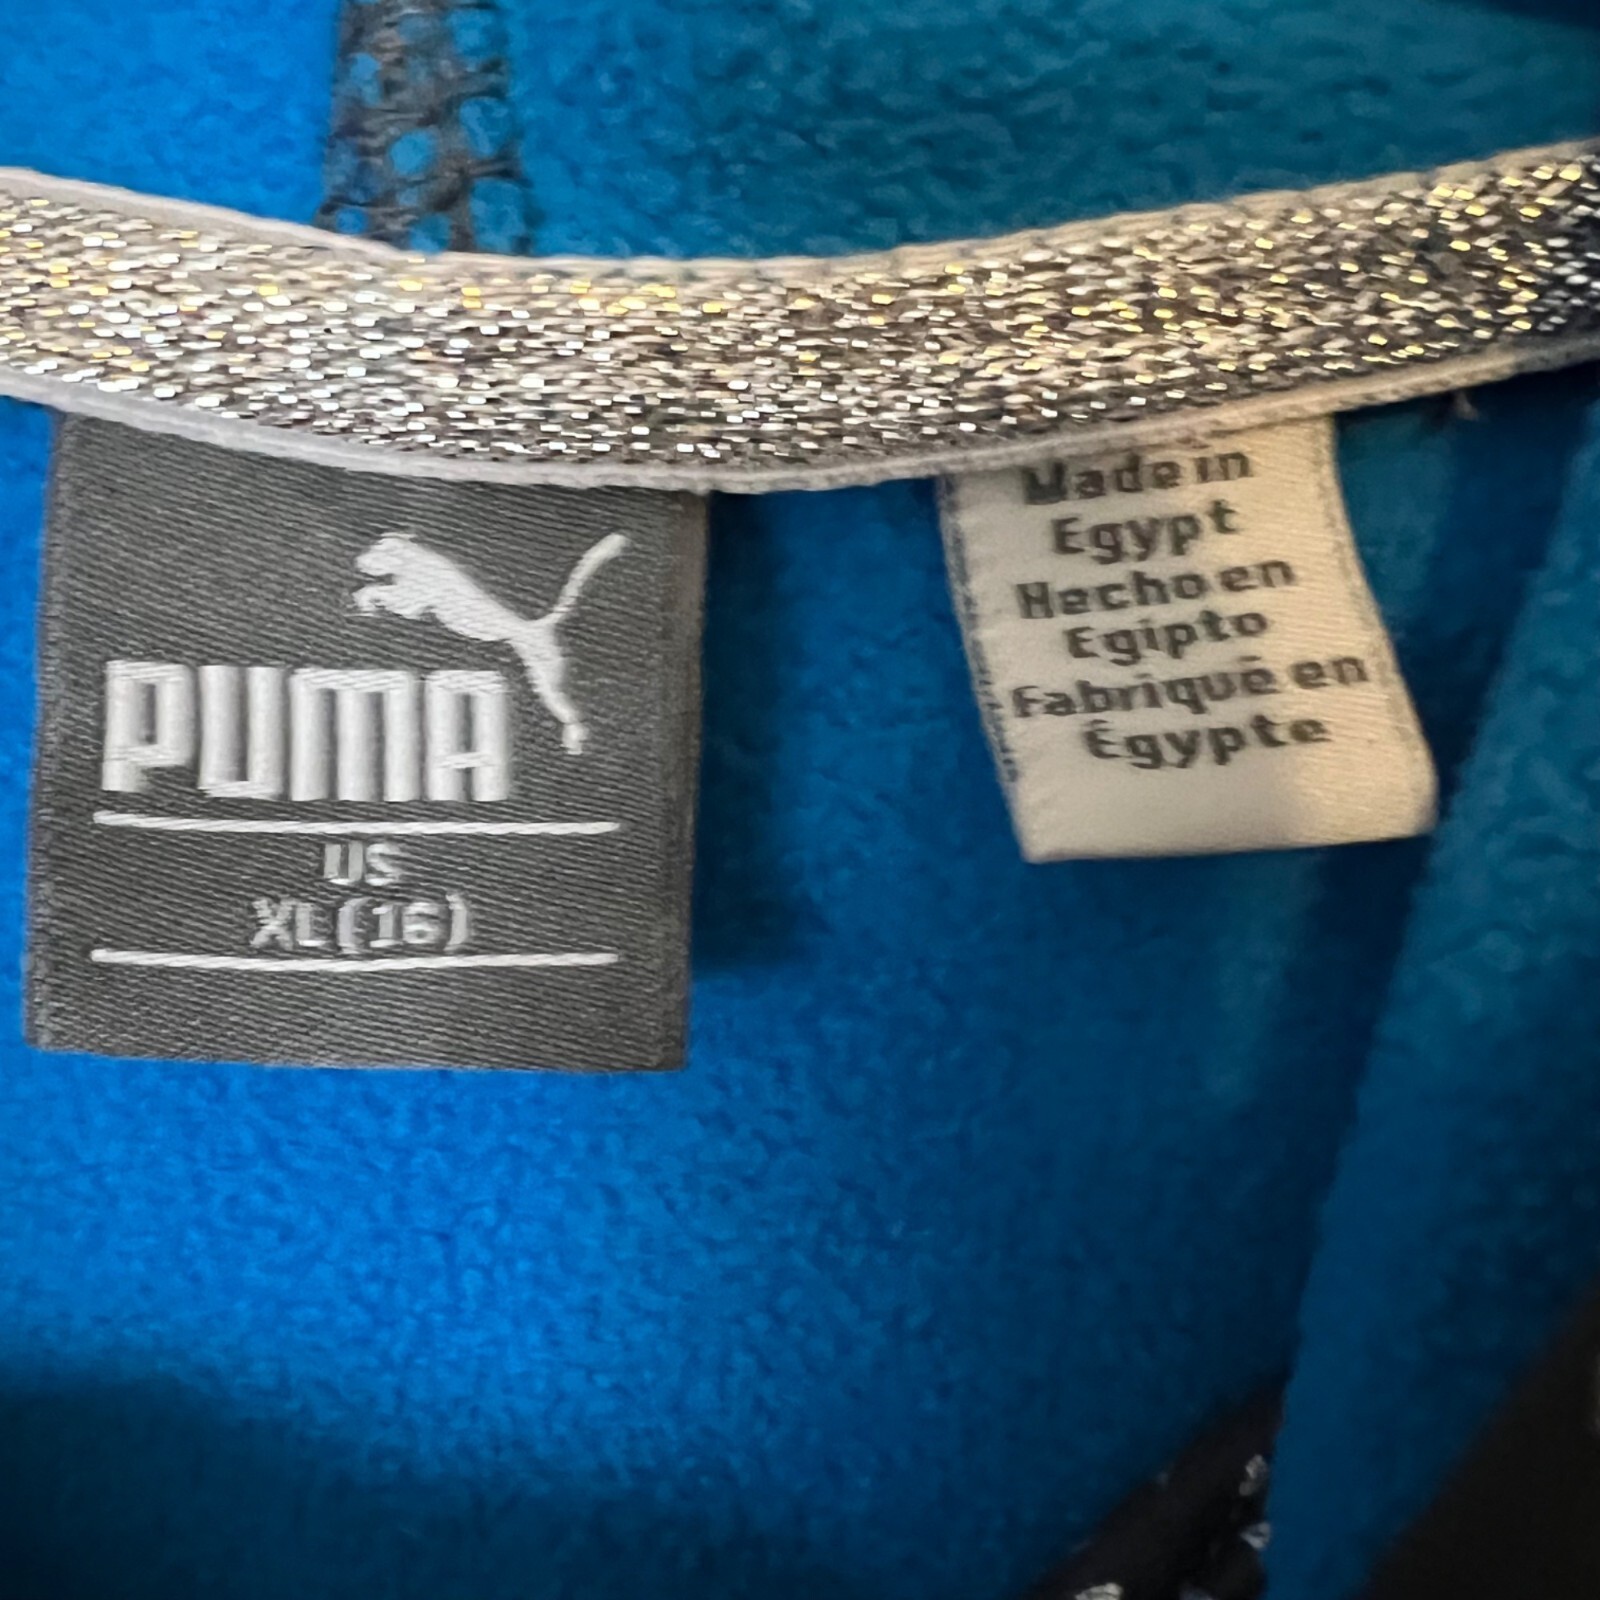 PUMA
US
XL(16)
Made in
Egypt
Hecho en
Egipto
Fabriqué en
Égypte